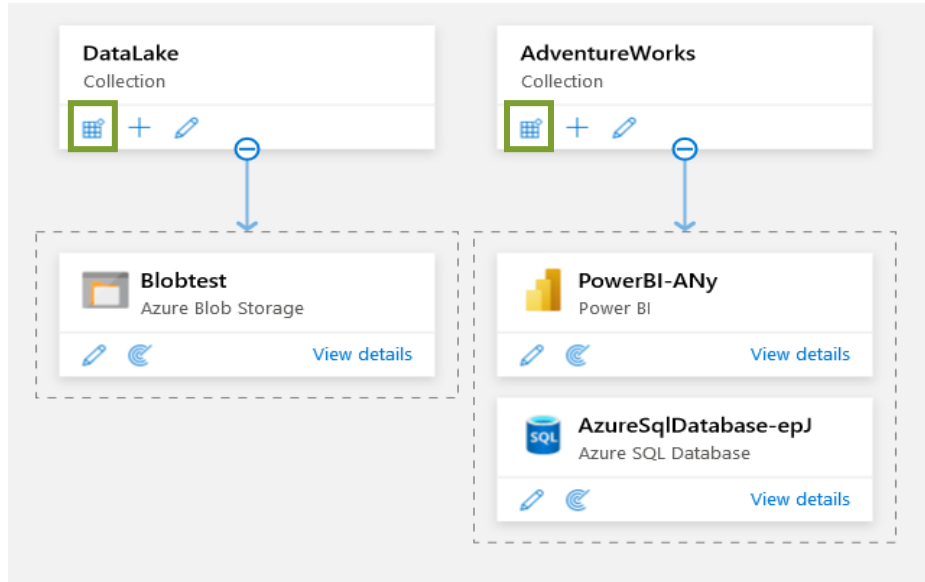 DataLake
Collection
AdventureWorks
Collection
Blobtest
Azure Blob Storage
View details
PowerBI-ANy
Power BI
View details
SQL
AzureSqlDatabase-epJ
Azure SQL Database
View details